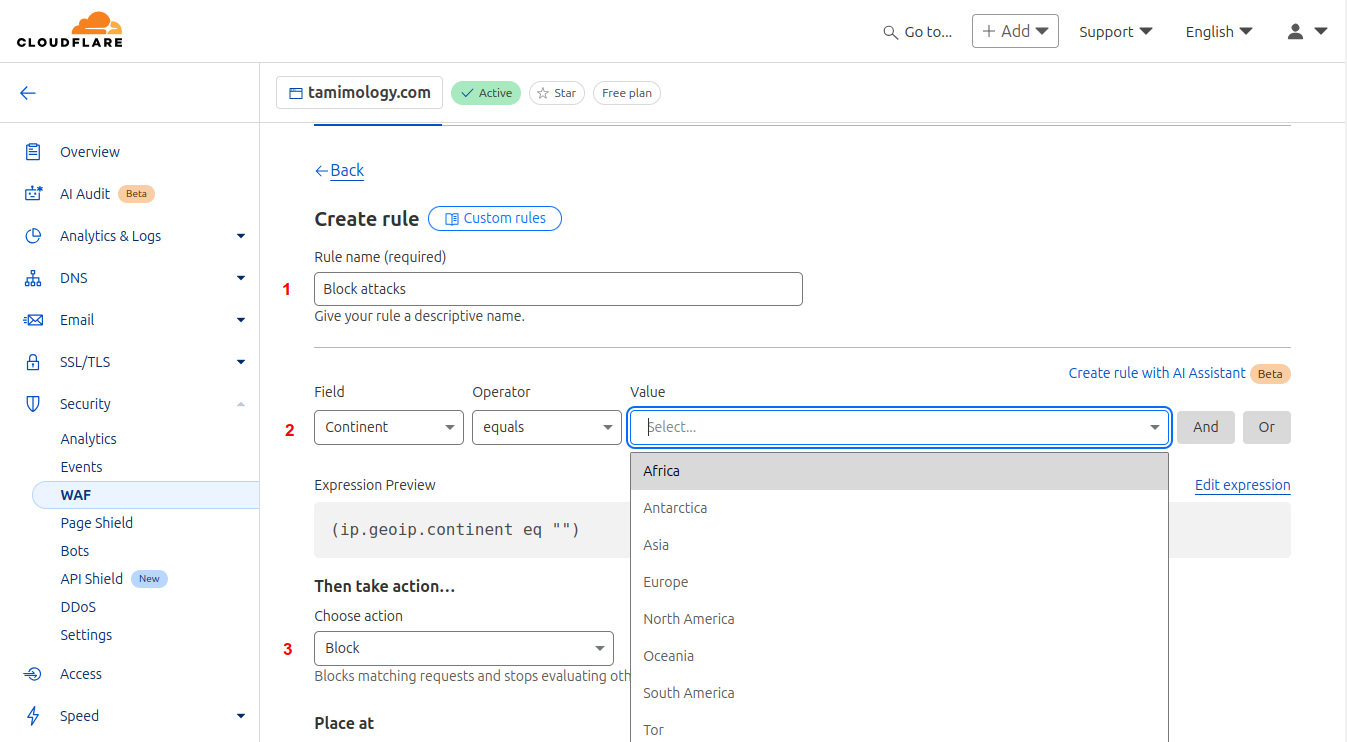 CLOUDFLARE
Go to...
+ Add
Support
English
tamimology.com
Active
Star
Free plan
Overview
AI Audit Beta
Analytics & Logs
DNS
Email
SSL/TLS
Security
Analytics
Events
WAF
Page Shield
Bots
API Shield New
DDoS
Settings
Access
Speed
Back
Create rule
Custom rules
Rule name (required)
1
Block attacks
Give your rule a descriptive name.
Create rule with AI Assistant Beta
Field Operator Value
2
Continent equals Select... And Or
Africa
Antarctica
Asia
Europe
North America
Oceania
South America
Tor
Expression Preview
Edit expression
(ip.geoip.continent eq "")
Then take action...
Choose action
3
Block
Blocks matching requests and stops evaluating oth
Place at